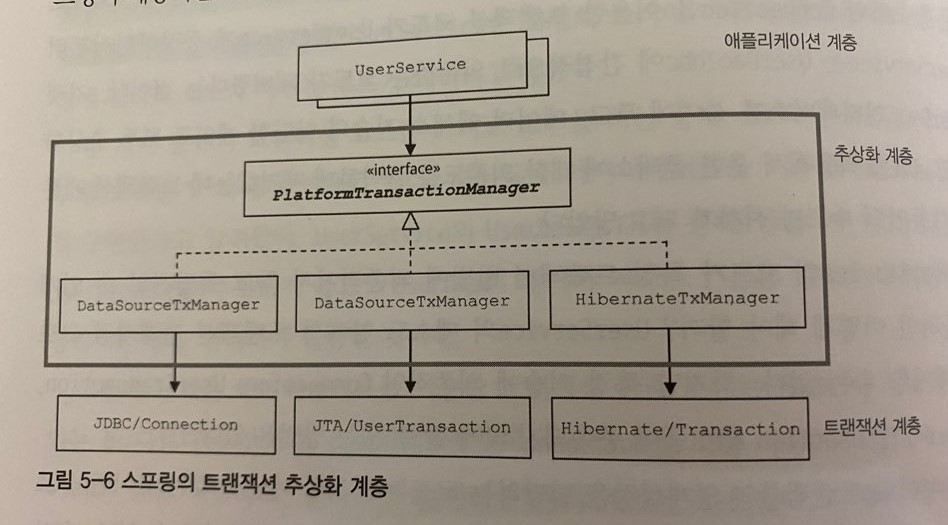 애플리케이션 계층
UserService
추상화 계층
«interface»
PlatformTransactionManager
DataSourceTxManager
DataSourceTxManager
HibernateTxManager
JDBC/Connection
JTA/UserTransaction
Hibernate/Transaction
트랜잭션 계층
그림 5-6 스프링의 트랜잭션 추상화 계층